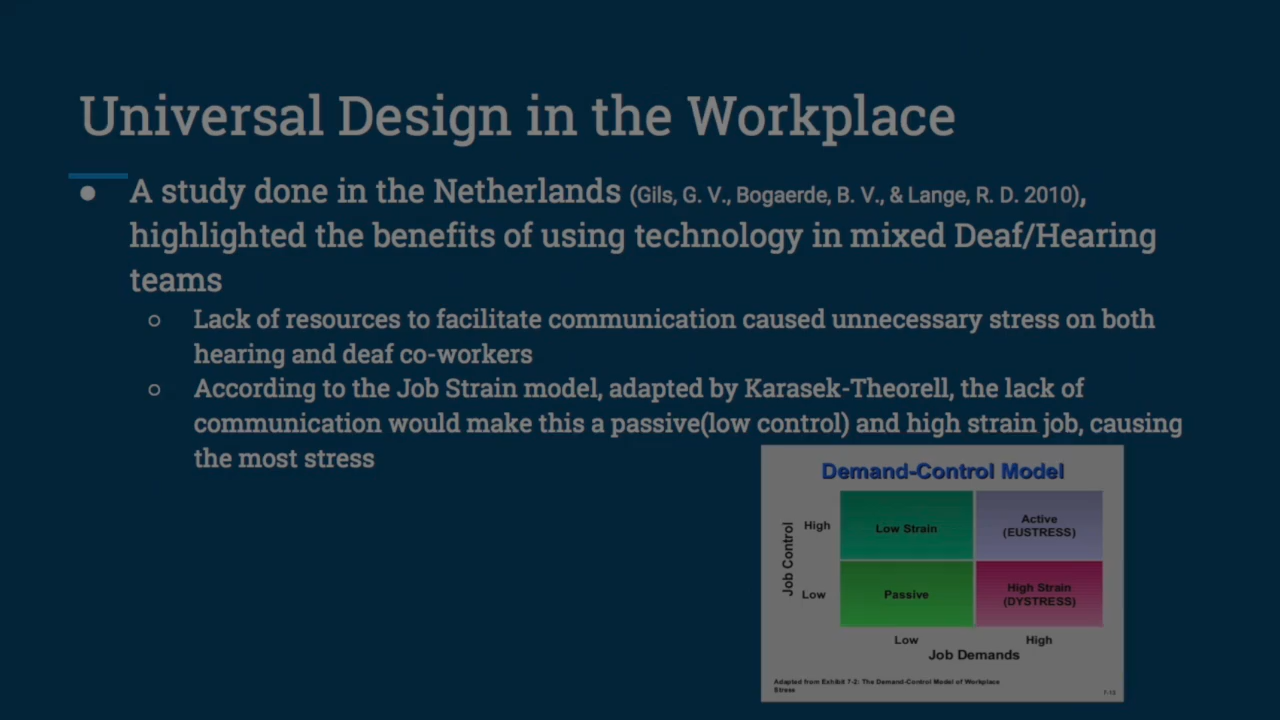 Universal Design in the Workplace
● A study done in the Netherlands (Gils, G. V., Bogaerde, B. V., & Lange, R. D. 2010),
highlighted the benefits of using technology in mixed Deaf/Hearing
teams
○ Lack of resources to facilitate communication caused unnecessary stress on both
hearing and deaf co-workers
○ According to the Job Strain model, adapted by Karasek-Theorell, the lack of
communication would make this a passive(low control) and high strain job, causing
the most stress
Demand-Control Model
Job Control
High
Low Strain
Active
(EUSTRESS)
Low
Passive
High Strain
(DYSTRESS)
Low
High
Job Demands
Adapted from Exhibit 7-2: The Demand-Control Model of Workplace
Stress
7-13